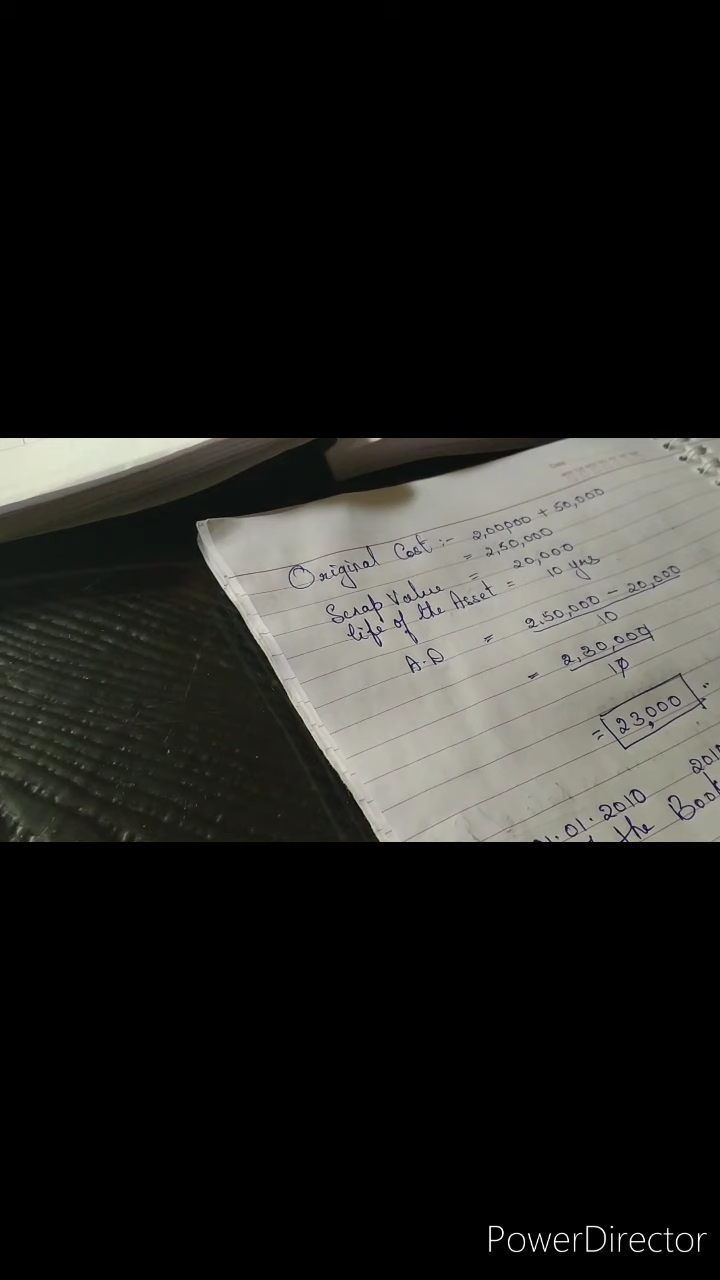 Original Cost :- 2,00,000 + 50,000
= 2,50,000
Scrap Value = 20,000
life of the Asset = 10 yrs
A.D = 2,50,000 - 20,000
10
= 2,30,000
10
= 23,000
01.2010
the Book
PowerDirector